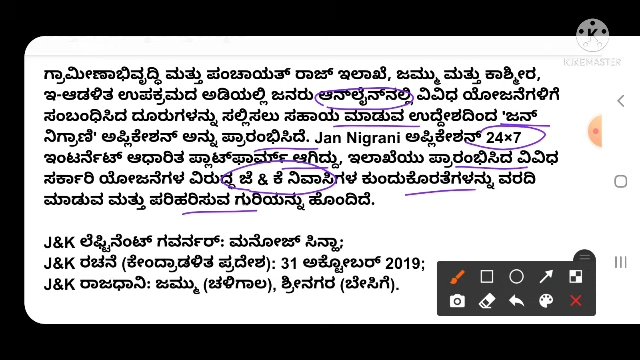 ಗ್ರಾಮೀಣಾಭಿವೃದ್ಧಿ ಮತ್ತು ಪಂಚಾಯತ್ ರಾಜ್ ಇಲಾಖೆ, ಜಮ್ಮು ಮತ್ತು ಕಾಶ್ಮೀರ,
ಇ-ಆಡಳಿತ ಉಪಕ್ರಮದ ಅಡಿಯಲ್ಲಿ ಜನರು ಆನ್‌ಲೈನ್‌ನಲ್ಲಿ ವಿವಿಧ ಯೋಜನೆಗಳಿಗೆ
ಸಂಬಂಧಿಸಿದ ದೂರುಗಳನ್ನು ಸಲ್ಲಿಸಲು ಸಹಾಯ ಮಾಡುವ ಉದ್ದೇಶದಿಂದ 'ಜನ್
ನಿಗ್ರಾಣಿ' ಅಪ್ಲಿಕೇಶನ್ ಅನ್ನು ಪ್ರಾರಂಭಿಸಿದೆ. Jan Nigrani ಅಪ್ಲಿಕೇಶನ್ 24×7
ಇಂಟರ್ನೆಟ್ ಆಧಾರಿತ ಪ್ಲಾಟ್‌ಫಾರ್ಮ್ ಆಗಿದ್ದು, ಇಲಾಖೆಯು ಪ್ರಾರಂಭಿಸಿದ ವಿವಿಧ
ಸರ್ಕಾರಿ ಯೋಜನೆಗಳ ವಿರುದ್ಧ ಜೆ & ಕೆ ನಿವಾಸಿಗಳ ಕುಂದುಕೊರತೆಗಳನ್ನು ವರದಿ
ಮಾಡುವ ಮತ್ತು ಪರಿಹರಿಸುವ ಗುರಿಯನ್ನು ಹೊಂದಿದೆ.
J&K ಲೆಫ್ಟಿನೆಂಟ್ ಗವರ್ನರ್: ಮನೋಜ್ ಸಿನ್ಹಾ;
J&K ರಚನೆ (ಕೇಂದ್ರಾಡಳಿತ ಪ್ರದೇಶ): 31 ಅಕ್ಟೋಬರ್ 2019;
J&K ರಾಜಧಾನಿ: ಜಮ್ಮು (ಚಳಿಗಾಲ), ಶ್ರೀನಗರ (ಬೇಸಿಗೆ).
K
KINEMASTER